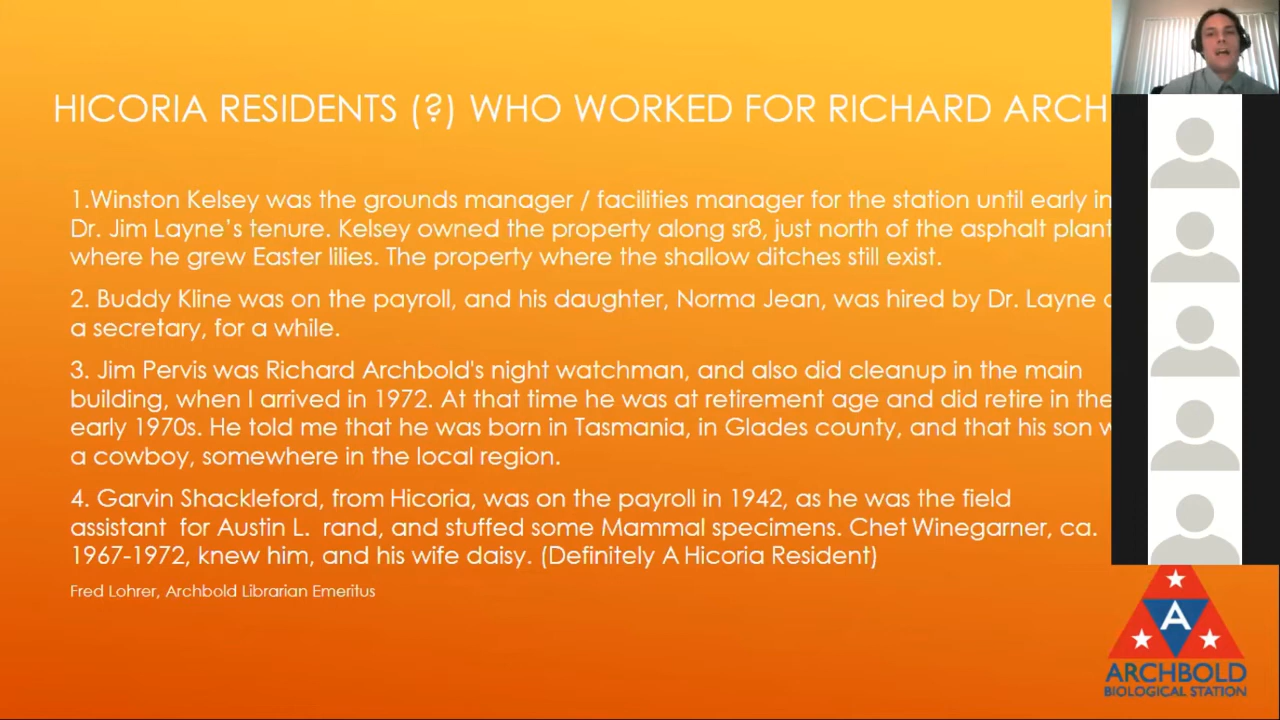 HICORIA RESIDENTS (?) WHO WORKED FOR RICHARD ARCH
1.Winston Kelsey was the grounds manager / facilities manager for the station until early in
Dr. Jim Layne’s tenure. Kelsey owned the property along sr8, just north of the asphalt plant
where he grew Easter lilies. The property where the shallow ditches still exist.
2. Buddy Kline was on the payroll, and his daughter, Norma Jean, was hired by Dr. Layne
a secretary, for a while.
3. Jim Pervis was Richard Archbold's night watchman, and also did cleanup in the main
building, when I arrived in 1972. At that time he was at retirement age and did retire in the
early 1970s. He told me that he was born in Tasmania, in Glades county, and that his son
a cowboy, somewhere in the local region.
4. Garvin Shackleford, from Hicoria, was on the payroll in 1942, as he was the field
assistant for Austin L. rand, and stuffed some Mammal specimens. Chet Winegarner, ca.
1967-1972, knew him, and his wife daisy. (Definitely A Hicoria Resident)
Fred Lohrer, Archbold Librarian Emeritus
A
ARCHBOLD
BIOLOGICAL STATION